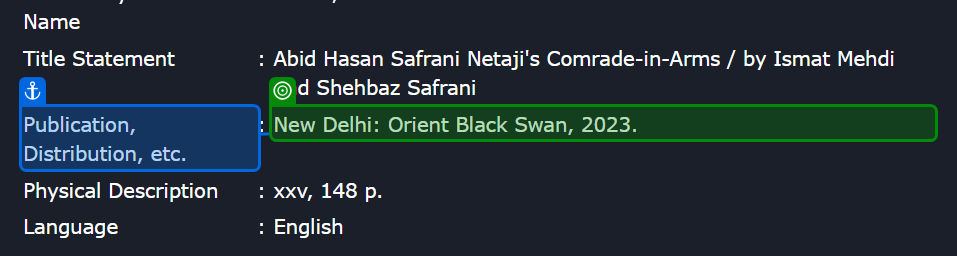 Name
Title Statement : Abid Hasan Safrani Netaji's Comrade-in-Arms / by Ismat Mehdi
d Shehbaz Safrani
Publication, : New Delhi: Orient Black Swan, 2023.
Distribution, etc.
Physical Description : xxv, 148 p.
Language : English